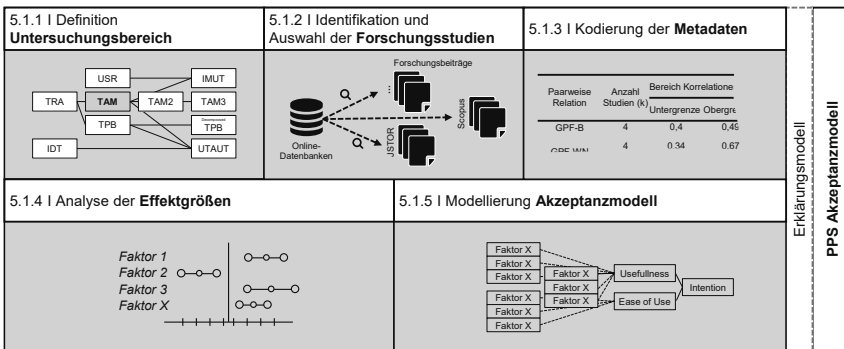 5.1.1 I Definition
Untersuchungsbereich
USR
IMUT
TRA
TAM
TAM2
TAM3
TPB
Decomposed
TPB
IDT
UTAUT
5.1.2 I Identifikation und
Auswahl der Forschungsstudien
Forschungsbeiträge
...
Scopus
JSTOR
Online-
Datenbanken
5.1.3 I Kodierung der Metadaten
Paarweise
Relation
Anzahl
Studien (k)
Bereich Korrelatione
Untergrenze Obergre
GPF-B 4 0,4 0,49
GPF-WN 4 0,34 0,67
5.1.4 I Analyse der Effektgrößen
Faktor 1
Faktor 2
Faktor 3
Faktor X
5.1.5 I Modellierung Akzeptanzmodell
Faktor X
Faktor X
Faktor X
Faktor X
Faktor X
Faktor X
Faktor X
Faktor X
Faktor X
Usefullness
Ease of Use
Intention
Erklärungsmodell
PPS Akzeptanzmodell